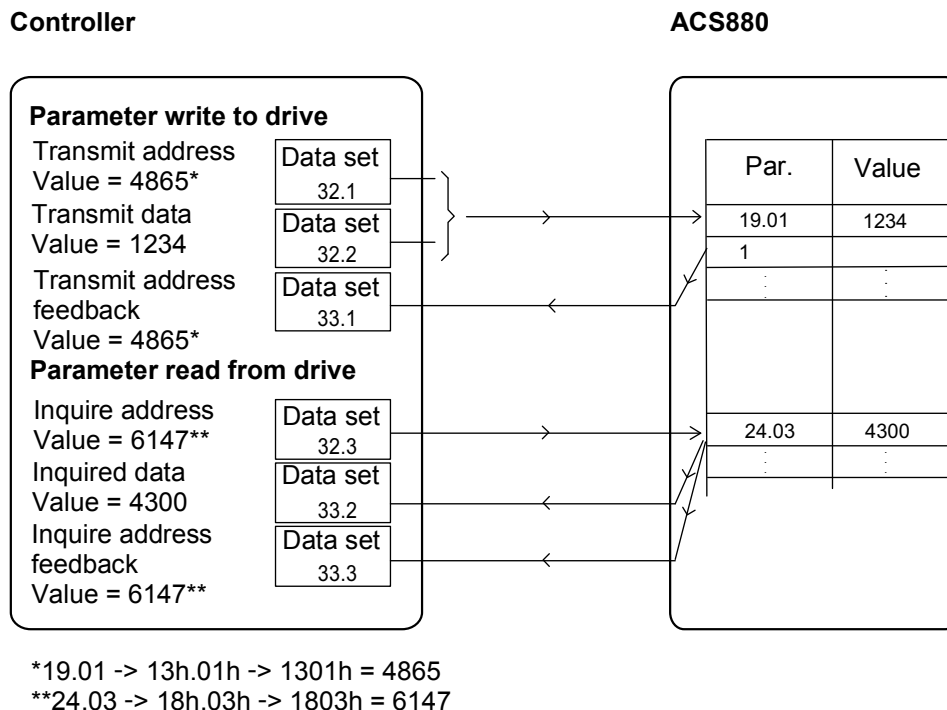 Controller
ACS880
Parameter write to drive
Transmit address
Value = 4865*
Data set
32.1
Transmit data
Value = 1234
Data set
32.2
Transmit address
feedback
Value = 4865*
Data set
33.1
Parameter read from drive
Inquire address
Value = 6147**
Data set
32.3
Inquired data
Value = 4300
Data set
33.2
Inquire address
feedback
Value = 6147**
Data set
33.3
Par. Value
19.01 1234
1
24.03 4300
*19.01 -> 13h.01h -> 1301h = 4865
**24.03 -> 18h.03h -> 1803h = 6147